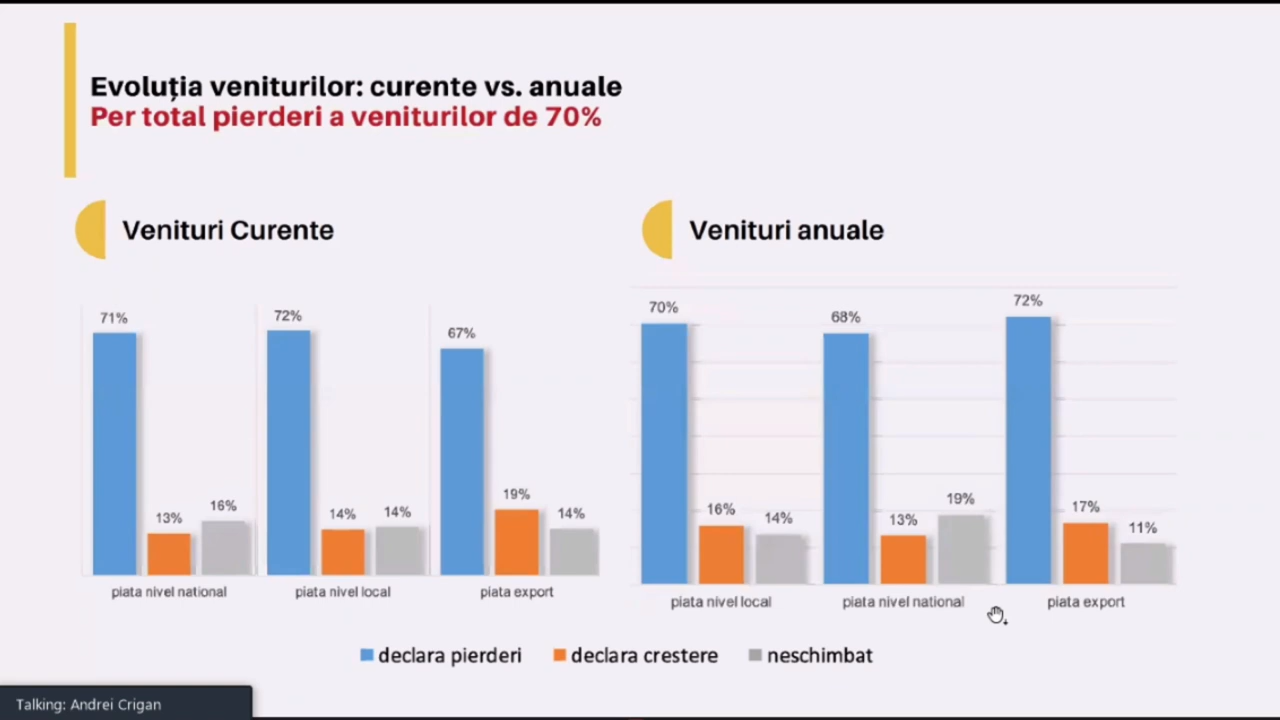 Evoluția veniturilor: curente vs. anuale
Per total pierderi a veniturilor de 70%
Venituri Curente
71%
13%
16%
72%
14%
14%
67%
19%
14%
piata nivel national
piata nivel local
piata export
Venituri anuale
70%
16%
14%
68%
13%
19%
72%
17%
11%
piata nivel local
piata nivel national
piata export
declara pierderi
declara crestere
neschimbat
Talking: Andrei Crigan